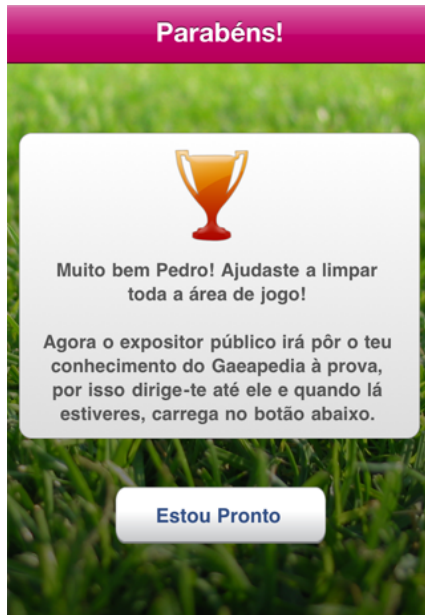 Parabéns!
Muito bem Pedro! Ajudaste a limpar
toda a área de jogo!
Agora o expositor público irá pôr o teu
conhecimento do Gaeapedia à prova,
por isso dirige-te até ele e quando lá
estiveres, carrega no botão abaixo.
Estou Pronto